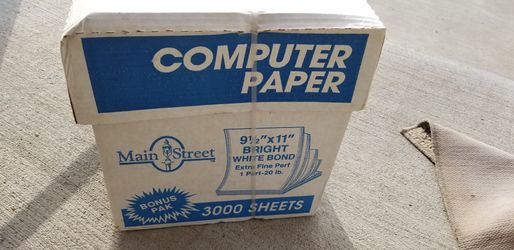 COMPUTER
PAPER
Main Street
9½"x11"
BRIGHT
WHITE BOND
Extra Fine Perf
1 Part-20 lb.
BONUS
PAK
3000 SHEETS